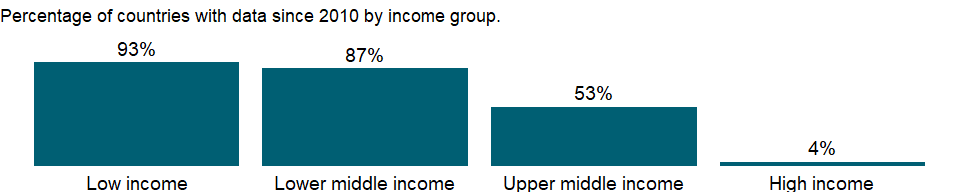 Percentage of countries with data since 2010 by income group.
93%
87%
53%
4%
Low income
Lower middle income
Upper middle income
High income